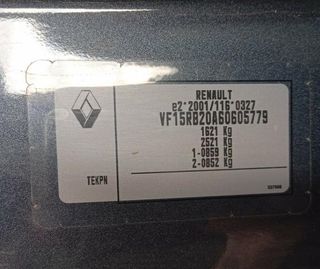 RENAULT
e2*2001/116*0327
VF15RB20A60605779
1621 Kg
2521 Kg
1-0859 Kg
2-0852 Kg
TEKPN